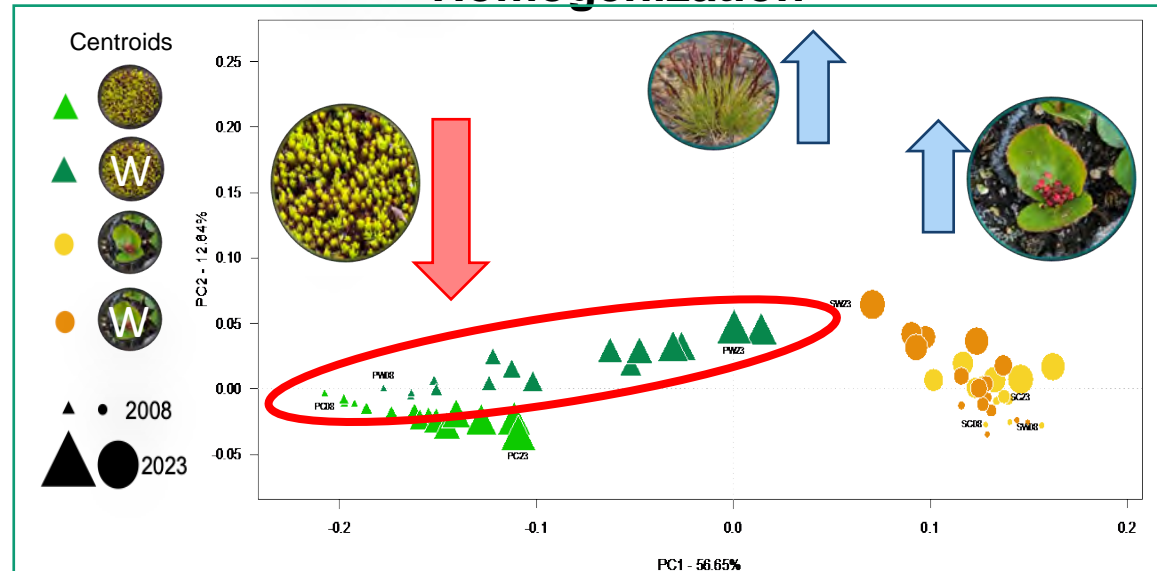 Homogenization
Centroids
W
W
2008
2023
0.25
0.20
0.15
0.10
0.05
0.00
-0.05
PC2 - 12.84%
-0.2
-0.1
0.0
0.1
0.2
PC1 - 56.65%
PC08
PW08
PC23
PW23
SW23
SC23
SC08
SW08